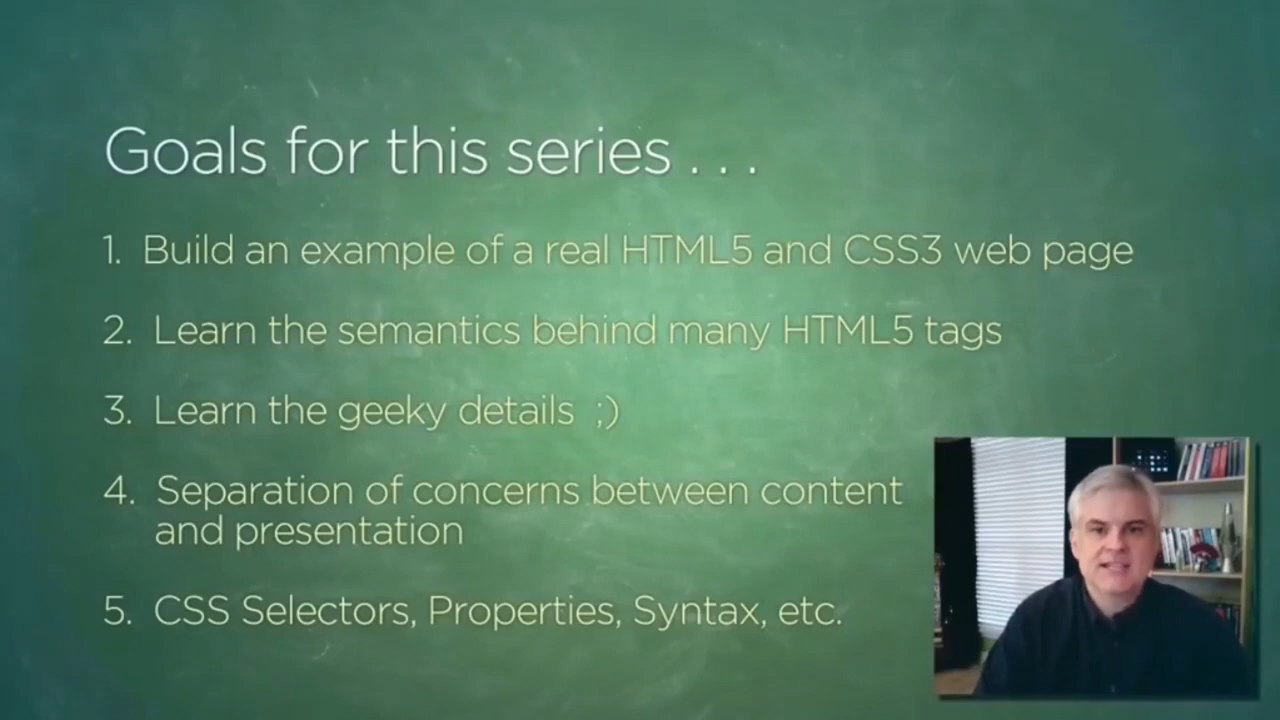 Goals for this series . . .
1. Build an example of a real HTML5 and CSS3 web page
2. Learn the semantics behind many HTML5 tags
3. Learn the geeky details ;)
4. Separation of concerns between content
and presentation
5. CSS Selectors, Properties, Syntax, etc.